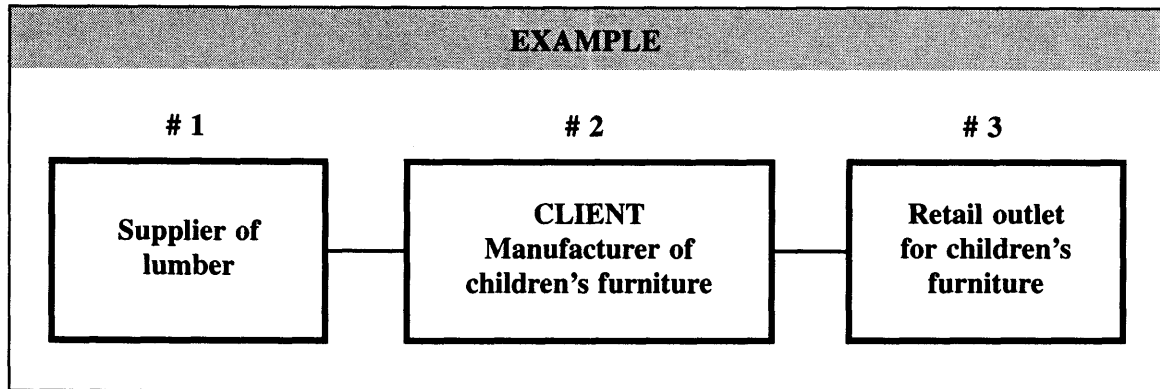 EXAMPLE
# 1
# 2
# 3
Supplier of
lumber
CLIENT
Manufacturer of
children's furniture
Retail outlet
for children's
furniture